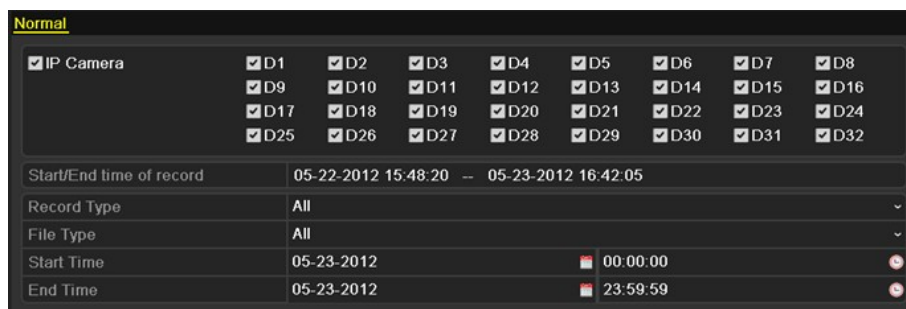 Normal
IP Camera D1 D2 D3 D4 D5 D6 D7 D8
D9 D10 D11 D12 D13 D14 D15 D16
D17 D18 D19 D20 D21 D22 D23 D24
D25 D26 D27 D28 D29 D30 D31 D32
Start/End time of record 05-22-2012 15:48:20 -- 05-23-2012 16:42:05
Record Type All
File Type All
Start Time 05-23-2012 00:00:00
End Time 05-23-2012 23:59:59